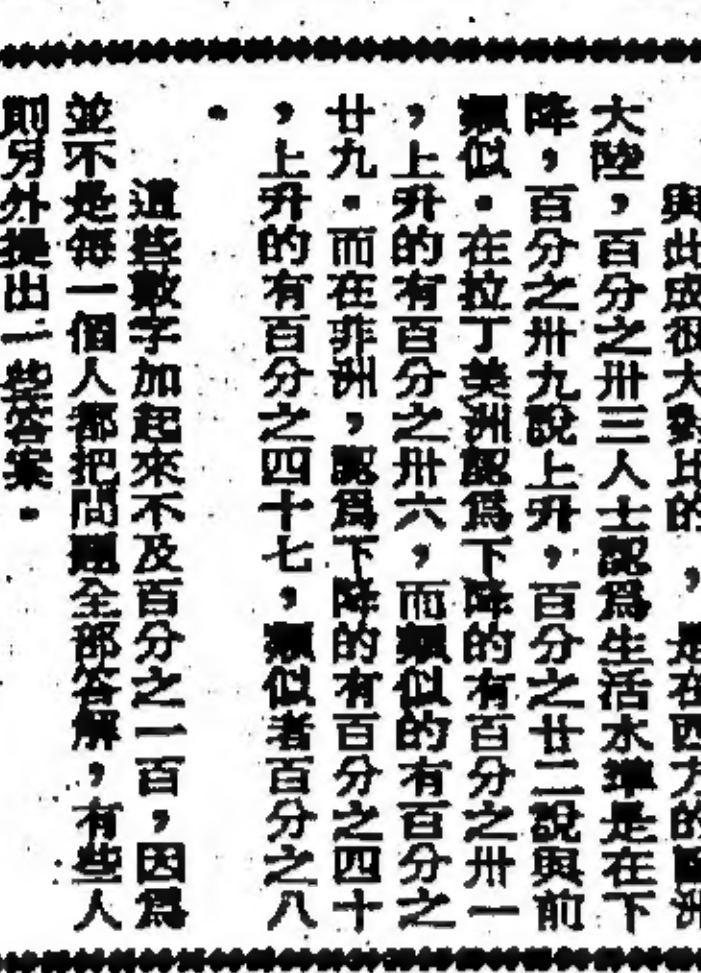 與此成很大對比的，是在西方的歐洲
大陸，百分之卅三人士認爲生活水準是在下
降，百分之卅九說上升，百分之廿二說與前
類似。在拉丁美洲認爲下降的有百分之卅一
，上升的有百分之卅六，而類似的有百分之
廿九。而在非洲，認爲下降的有百分之四十
，上升的有百分之四十七，類似者百分之八
。
這些數字加起來不及百分之一百，因爲
並不是每一個人都把問題全部答解，有些人
則另外提出一些答案。